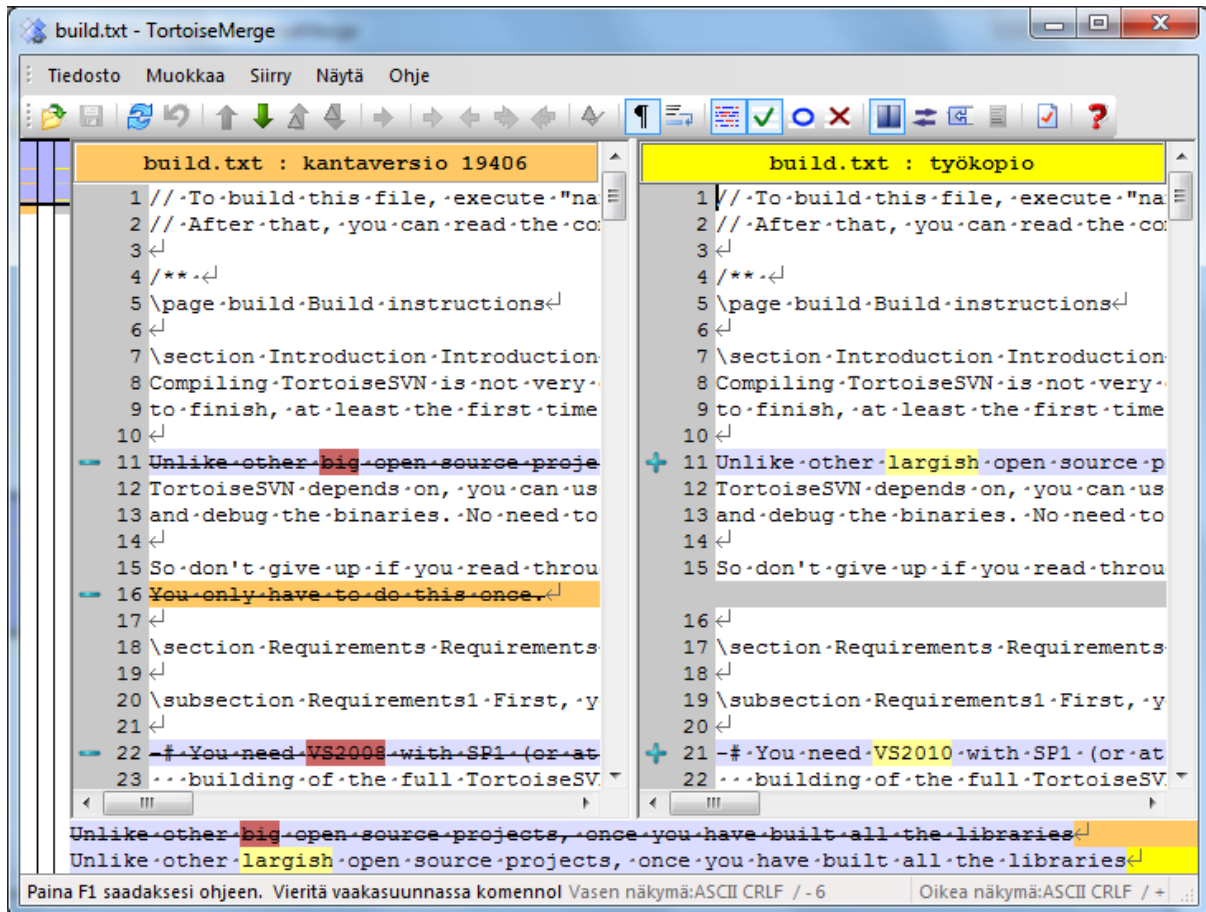 build.txt - TortoiseMerge
Tiedosto Muokkaa Siirry Näytä Ohje
build.txt : kantaversio 19406
1 // To build this file, execute "na
2 // After that, you can read the co
3
4 /**
5 \page build Build instructions
6
7 \section Introduction Introduction
8 Compiling TortoiseSVN is not very
9 to finish, at least the first time
10
11 Unlike other big open source proje
12 TortoiseSVN depends on, you can us
13 and debug the binaries. No need to
14
15 So don't give up if you read throu
16 You only have to do this once.
17
18 \section Requirements Requirements
19
20 \subsection Requirements1 First, y
21
22 -# You need VS2008 with SP1 (or at
23 building of the full TortoiseSV
build.txt : työkopio
1 // To build this file, execute "na
2 // After that, you can read the co
3
4 /**
5 \page build Build instructions
6
7 \section Introduction Introduction
8 Compiling TortoiseSVN is not very
9 to finish, at least the first time
10
11 Unlike other largish open source p
12 TortoiseSVN depends on, you can us
13 and debug the binaries. No need to
14
15 So don't give up if you read throu
16
17 \section Requirements Requirements
18
19 \subsection Requirements1 First, y
20
21 -# You need VS2010 with SP1 (or at
22 building of the full TortoiseSV
Unlike other big open source projects, once you have built all the libraries
Unlike other largish open source projects, once you have built all the libraries
Paina F1 saadaksesi ohjeen. Vieritä vaakasuunnassa komennol Vasen näkymä:ASCII CRLF / - 6 Oikea näkymä:ASCII CRLF / +